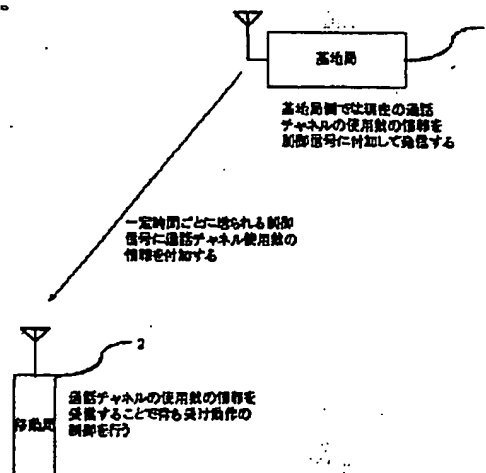 基地局
基地局側では現在の通話
チャネルの使用数の情報を
制御信号に付加して発信する
一定時間ごとに送られる制御
信号に通話チャネル使用数の
情報を付加する
2
移動局
通話チャネルの使用数の情報を
受信することで待ち受け動作の
制御を行う